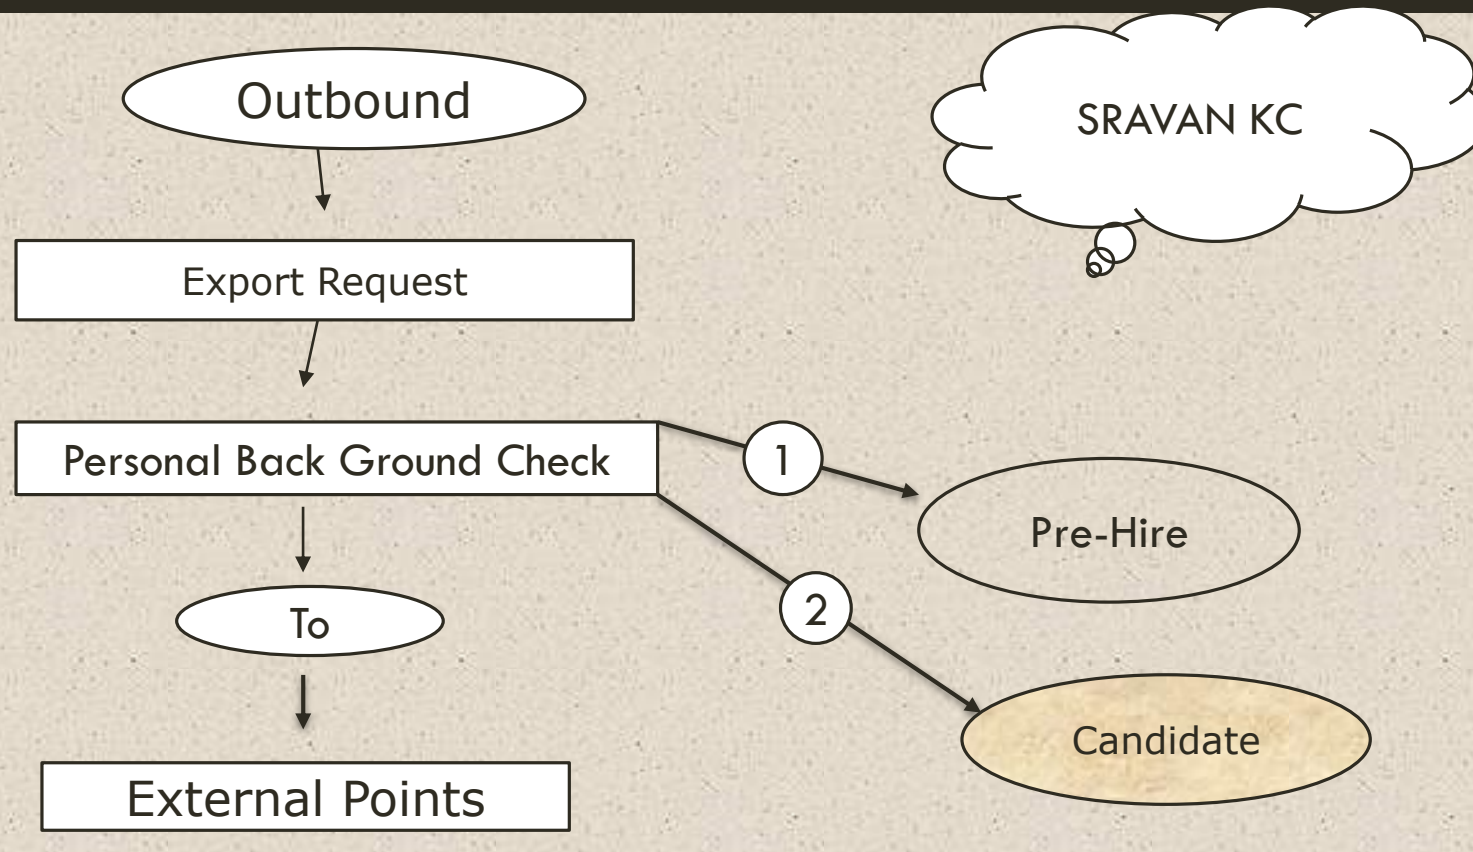 Outbound
SRAVAN KC
Export Request
Personal Back Ground Check
1
Pre-Hire
2
To
Candidate
External Points